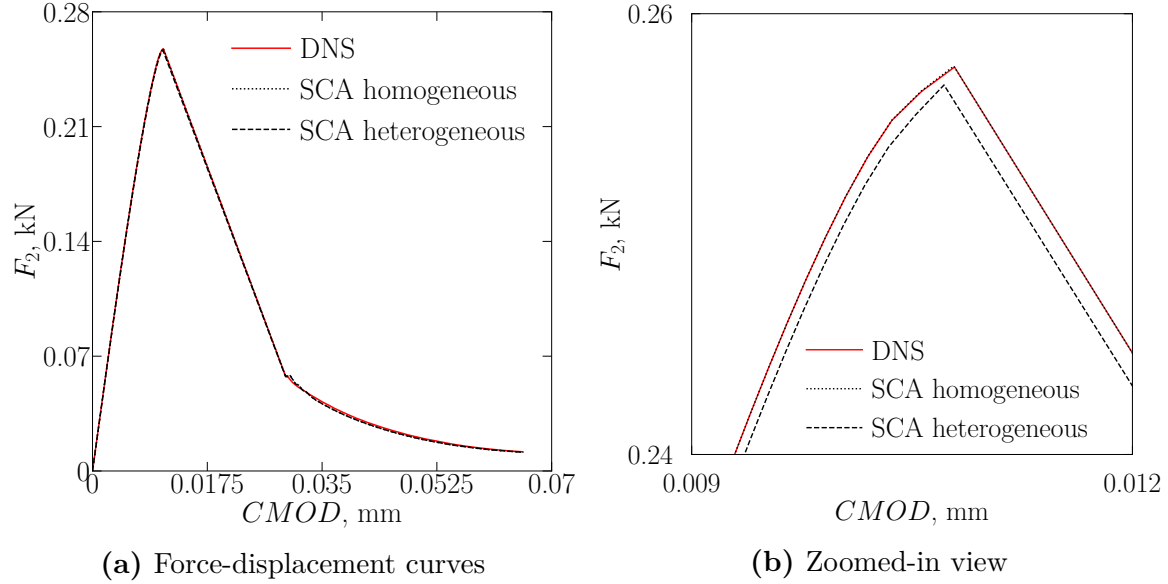 0.28
0.21
0.14
0.07
0
F₂, kN
DNS
SCA homogeneous
SCA heterogeneous
0 0.0175 0.035 0.0525 0.07
CMOD, mm
(a) Force-displacement curves
0.26
0.24
F₂, kN
DNS
SCA homogeneous
SCA heterogeneous
0.009 0.012
CMOD, mm
(b) Zoomed-in view